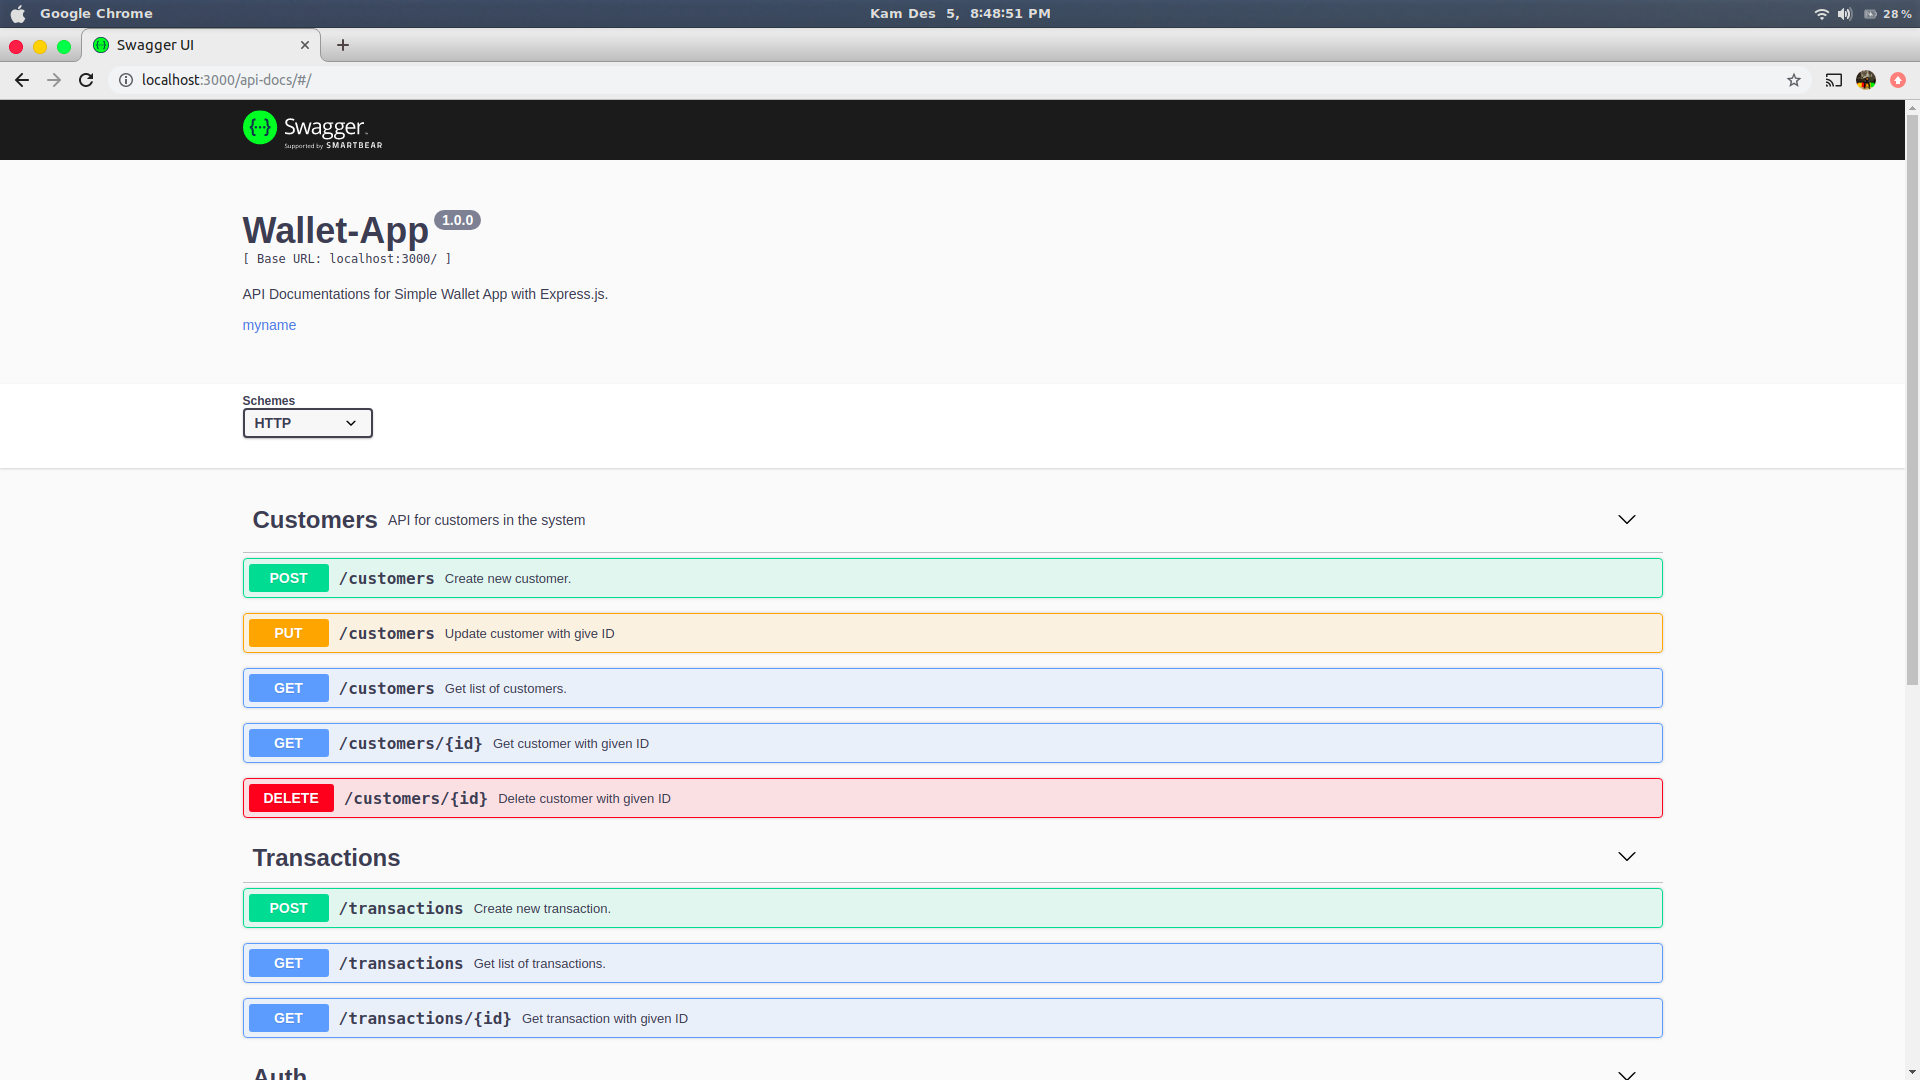 Google Chrome
Kam Des 5, 8:48:51 PM
28%
Swagger UI
localhost:3000/api-docs/#/
{···} Swagger
Supported by SMARTBEAR
Wallet-App 1.0.0
[ Base URL: localhost:3000/ ]
API Documentations for Simple Wallet App with Express.js.
myname
Schemes
HTTP
Customers API for customers in the system
POST /customers Create new customer.
PUT /customers Update customer with give ID
GET /customers Get list of customers.
GET /customers/{id} Get customer with given ID
DELETE /customers/{id} Delete customer with given ID
Transactions
POST /transactions Create new transaction.
GET /transactions Get list of transactions.
GET /transactions/{id} Get transaction with given ID
Auth